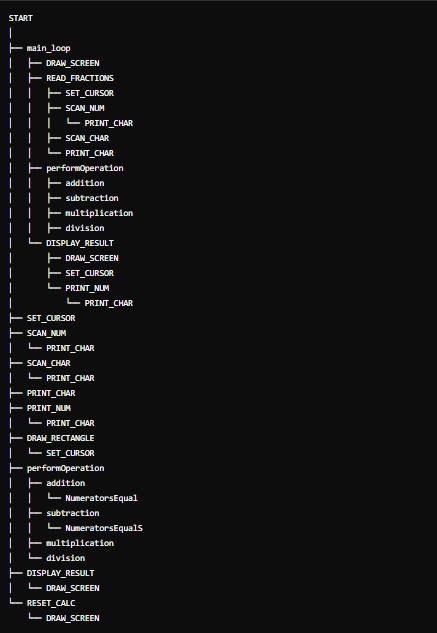 START
│
├── main_loop
│   ├── DRAW_SCREEN
│   ├── READ_FRACTIONS
│   │   ├── SET_CURSOR
│   │   ├── SCAN_NUM
│   │   │   └── PRINT_CHAR
│   │   ├── SCAN_CHAR
│   │   └── PRINT_CHAR
│   ├── performOperation
│   │   ├── addition
│   │   ├── subtraction
│   │   ├── multiplication
│   │   ├── division
│   └── DISPLAY_RESULT
│       ├── DRAW_SCREEN
│       ├── SET_CURSOR
│       └── PRINT_NUM
│           └── PRINT_CHAR
├── SET_CURSOR
├── SCAN_NUM
│   └── PRINT_CHAR
├── SCAN_CHAR
│   └── PRINT_CHAR
├── PRINT_CHAR
├── PRINT_NUM
│   └── PRINT_CHAR
├── DRAW_RECTANGLE
│   └── SET_CURSOR
├── performOperation
│   ├── addition
│   │   └── NumeratorsEqual
│   ├── subtraction
│   │   └── NumeratorsEqualS
│   ├── multiplication
│   └── division
├── DISPLAY_RESULT
│   └── DRAW_SCREEN
└── RESET_CALC
    └── DRAW_SCREEN